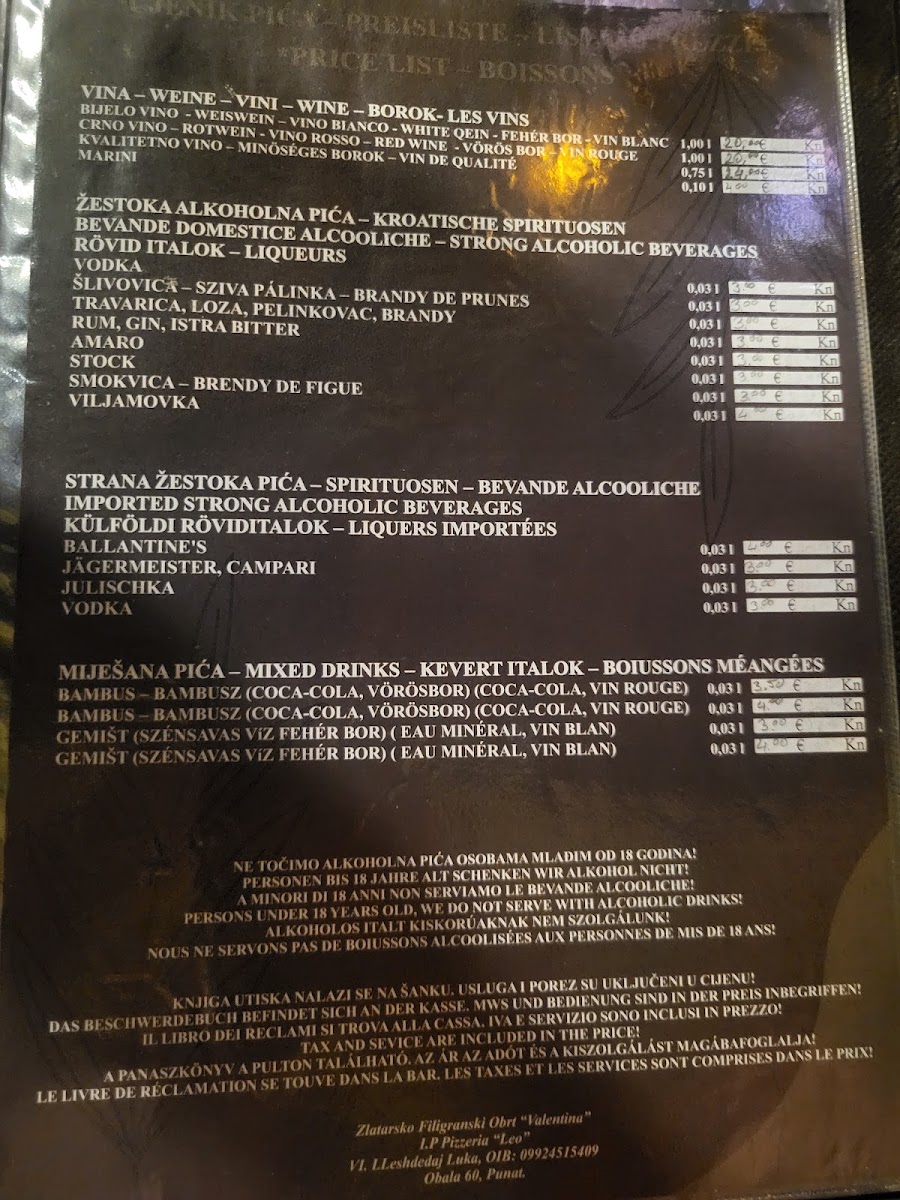 CJENIK PIĆA – PREISLISTE –
*PRICE LIST – BOISSONS
VINA – WEINE – VINI – WINE – BOROK- LES VINS
BIJELO VINO - WEISWEIN – VINO BIANCO - WHITE QEIN - FEHÉR BOR - VIN BLANC 1,00 l 20,00€ Kn
CRNO VINO – ROTWEIN - VINO ROSSO – RED WINE - VÖRÖS BOR – VIN ROUGE 1,00 l 20,00€ Kn
KVALITETNO VINO – MINÖSÉGES BOROK – VIN DE QUALITÉ 0,75 l 24,00€ Kn
MARINI 0,10 l 4,00 € Kn
ŽESTOKA ALKOHOLNA PIĆA – KROATISCHE SPIRITUOSEN
BEVANDE DOMESTICE ALCOOLICHE – STRONG ALCOHOLIC BEVERAGES
RÖVID ITALOK – LIQUEURS
VODKA 0,03 l 3,00 € Kn
ŠLIVOVICA – SZIVA PÁLINKA – BRANDY DE PRUNES 0,03 l 3,00 € Kn
TRAVARICA, LOZA, PELINKOVAC, BRANDY 0,03 l 3,00 € Kn
RUM, GIN, ISTRA BITTER 0,03 l 3,00 € Kn
AMARO 0,03 l 3,00 € Kn
STOCK 0,03 l 3,00 € Kn
SMOKVICA – BRENDY DE FIGUE 0,03 l 3,00 € Kn
VILJAMOVKA 0,03 l 4,00 € Kn
STRANA ŽESTOKA PIĆA – SPIRITUOSEN – BEVANDE ALCOOLICHE
IMPORTED STRONG ALCOHOLIC BEVERAGES
KÜLFÖLDI RÖVIDITALOK – LIQUERS IMPORTÉES
BALLANTINE'S 0,03 l 4,00 € Kn
JÄGERMEISTER, CAMPARI 0,03 l 3,00 € Kn
JULISCHKA 0,03 l 3,00 € Kn
VODKA 0,03 l 3,00 € Kn
MIJEŠANA PIĆA – MIXED DRINKS – KEVERT ITALOK – BOIUSSONS MÉANGÉES
BAMBUS – BAMBUSZ (COCA-COLA, VÖRÖSBOR) (COCA-COLA, VIN ROUGE) 0,03 l 3,50 € Kn
BAMBUS – BAMBUSZ (COCA-COLA, VÖRÖSBOR) (COCA-COLA, VIN ROUGE) 0,03 l 4,00 € Kn
GEMIŠT (SZÉNSAVAS VíZ FEHÉR BOR) ( EAU MINÉRAL, VIN BLAN) 0,03 l 3,00 € Kn
GEMIŠT (SZÉNSAVAS VíZ FEHÉR BOR) ( EAU MINÉRAL, VIN BLAN) 0,03 l 4,00 € Kn
NE TOČIMO ALKOHOLNA PIĆA OSOBAMA MLAĐIM OD 18 GODINA!
PERSONEN BIS 18 JAHRE ALT SCHENKEN WIR ALKOHOL NICHT!
A MINORI DI 18 ANNI NON SERVIAMO LE BEVANDE ALCOOLICHE!
PERSONS UNDER 18 YEARS OLD, WE DO NOT SERVE WITH ALCOHOLIC DRINKS!
ALKOHOLOS ITALT KISKORÚAKNAK NEM SZOLGÁLUNK!
NOUS NE SERVONS PAS DE BOIUSSONS ALCOOLISÉES AUX PERSONNES DE MIS DE 18 ANS!
KNJIGA UTISKA NALAZI SE NA ŠANKU. USLUGA I POREZ SU UKLJUČENI U CIJENU!
DAS BESCHWERDEBUCH BEFINDET SICH AN DER KASSE. MWS UND BEDIENUNG SIND IN DER PREIS INBEGRIFFEN!
IL LIBRO DEI RECLAMI SI TROVA ALLA CASSA. IVA E SERVIZIO SONO INCLUSI IN PREZZO!
TAX AND SEVICE ARE INCLUDED IN THE PRICE!
A PANASZKÖNYV A PULTON TALÁLHATÓ. AZ ÁR AZ ADÓT ÉS A KISZOLGÁLÁST MAGÁBAFOGLALJA!
LE LIVRE DE RÉCLAMATION SE TOUVE DANS LA BAR. LES TAXES ET LES SERVICES SONT COMPRISES DANS LE PRIX!
Zlatarsko Filigranski Obrt "Valentina"
I.P Pizzeria "Leo"
Vl. LLeshdedaj Luka, OIB: 09924515409
Obala 60, Punat.